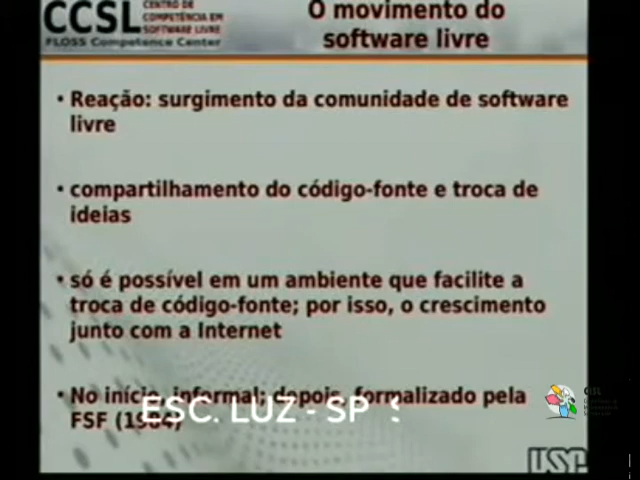 CCSL
CENTRO DE
COMPETÊNCIA EM
SOFTWARE LIVRE
FLOSS Competence Center
O movimento do
software livre
• Reação: surgimento da comunidade de software
livre
• compartilhamento do código-fonte e troca de
ideias
• só é possível em um ambiente que facilite a
troca de código-fonte; por isso, o crescimento
junto com a Internet
• No início, informal; depois, formalizado pela
FSF (1984)
ESC. LUZ - SP
CCSL
USP